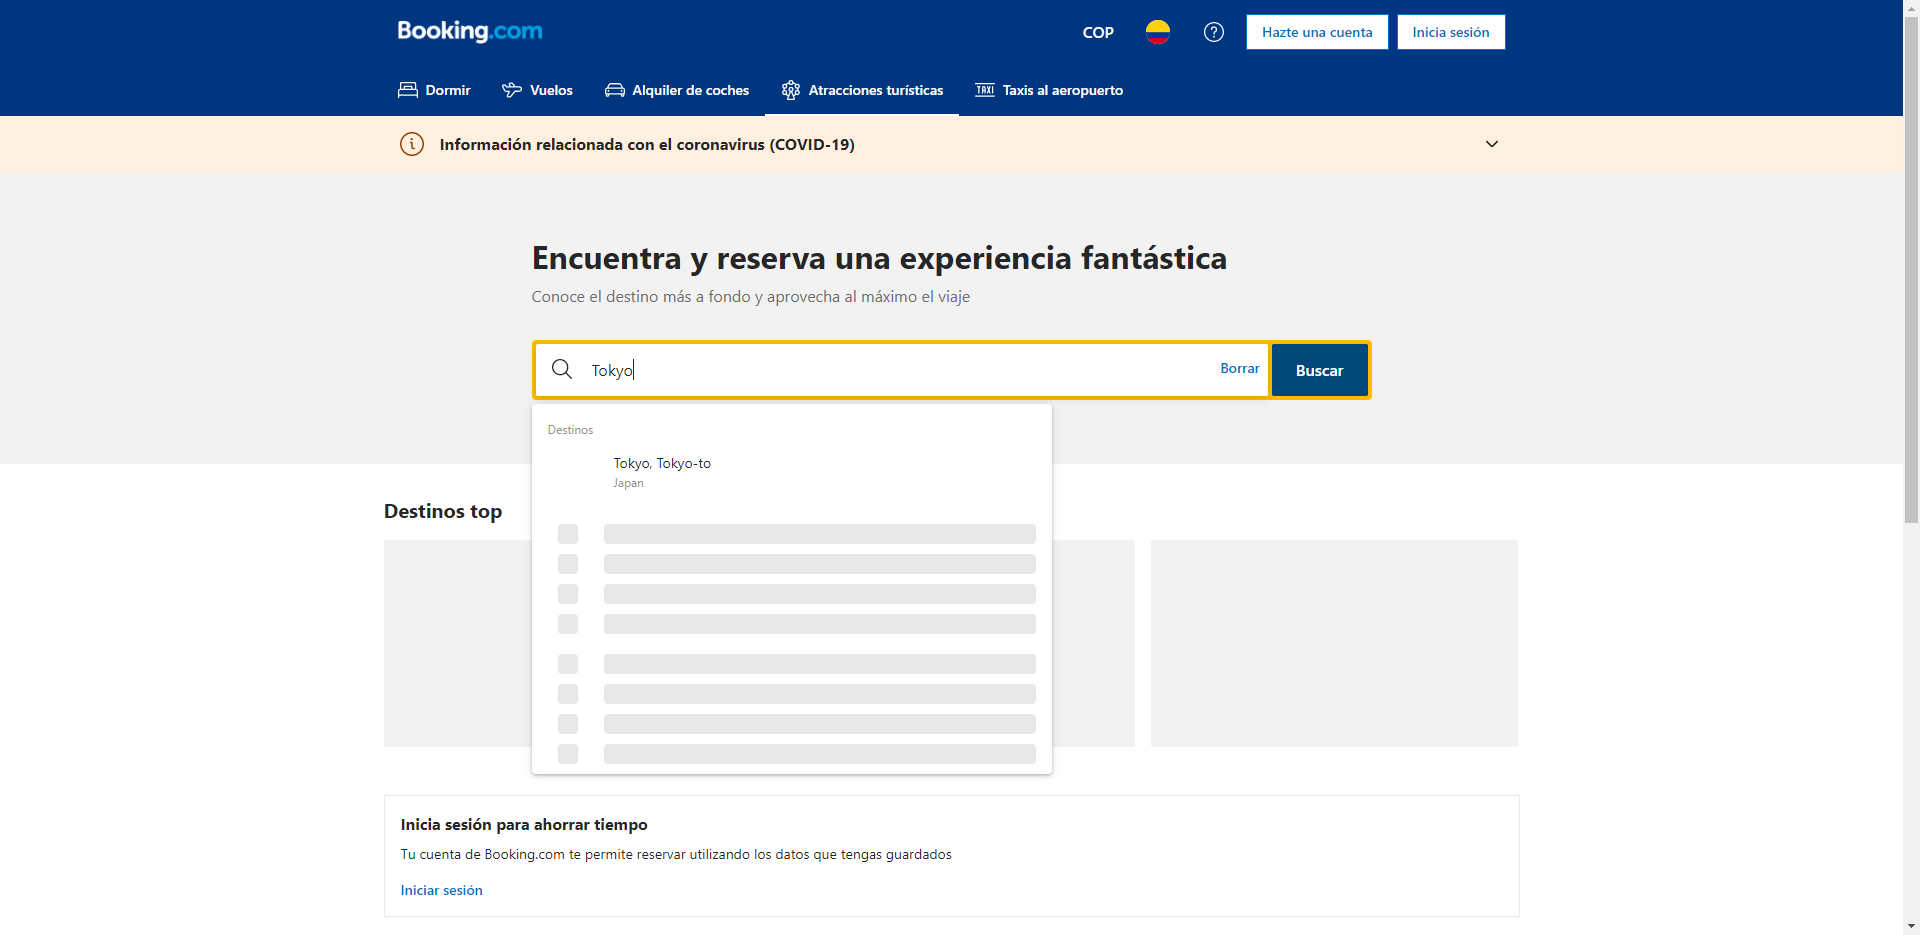 Booking.com
COP
Hazte una cuenta
Inicia sesión
Dormir
Vuelos
Alquiler de coches
Atracciones turísticas
TAXI
Taxis al aeropuerto
Información relacionada con el coronavirus (COVID-19)
Encuentra y reserva una experiencia fantástica
Conoce el destino más a fondo y aprovecha al máximo el viaje
Tokyo
Borrar
Buscar
Destinos
Tokyo, Tokyo-to
Japan
Destinos top
Inicia sesión para ahorrar tiempo
Tu cuenta de Booking.com te permite reservar utilizando los datos que tengas guardados
Iniciar sesión